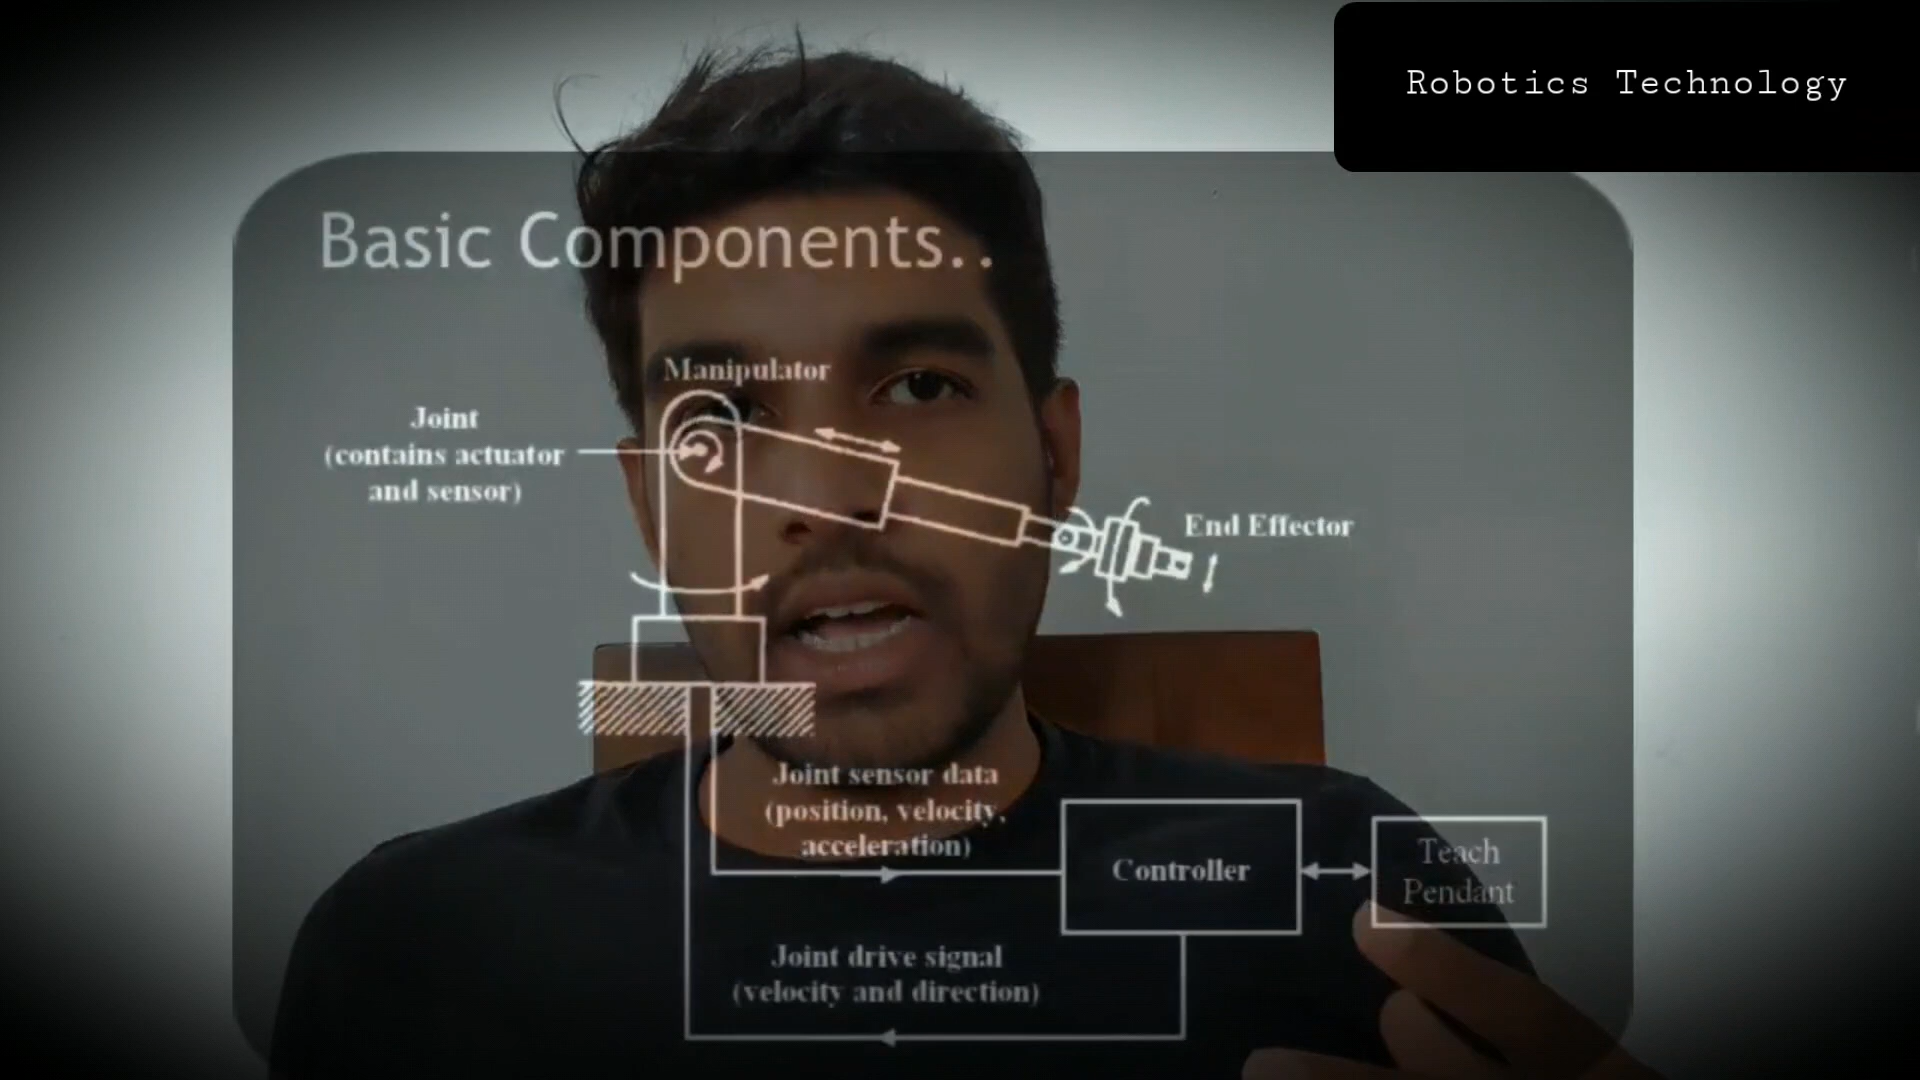 Robotics Technology
Basic Components..
Manipulator
Joint
(contains actuator
and sensor)
End Effector
Joint sensor data
(position, velocity,
acceleration)
Controller
Teach
Pendant
Joint drive signal
(velocity and direction)